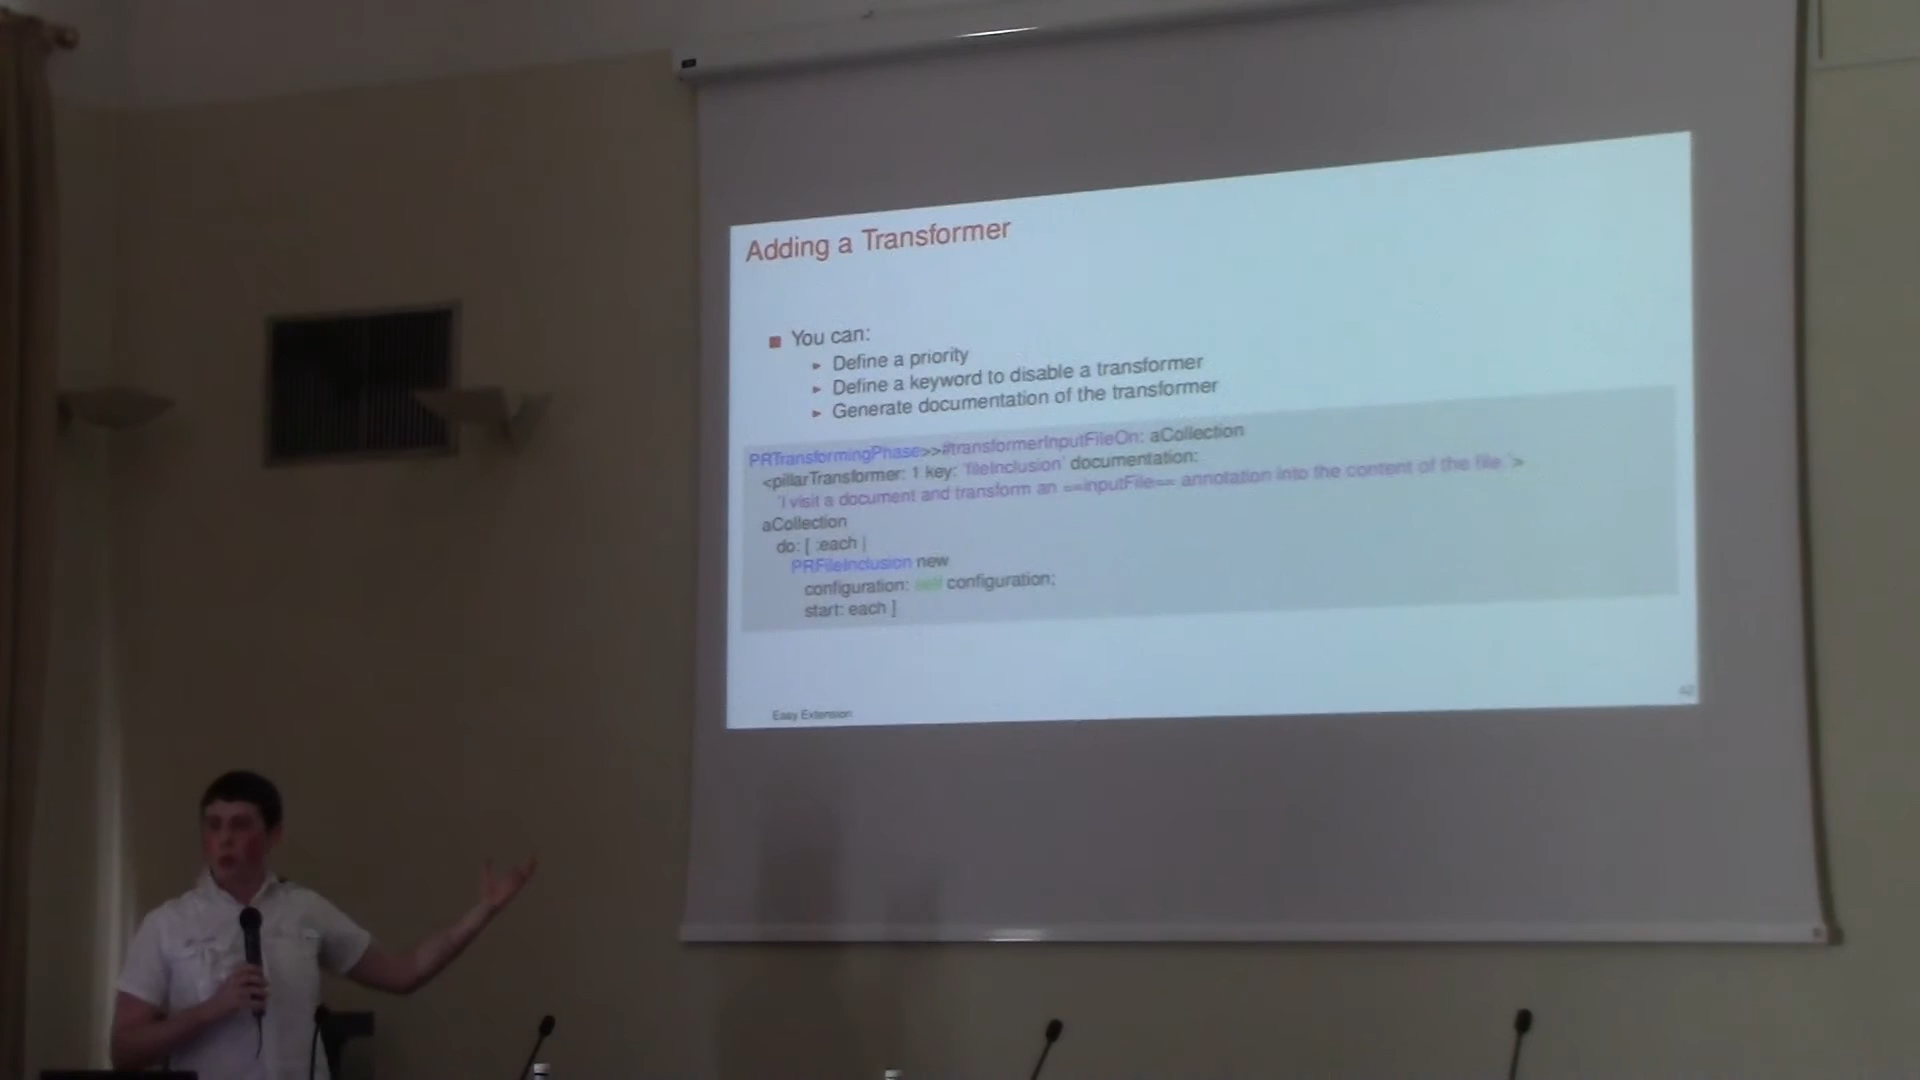 Adding a Transformer
You can:
Define a priority
Define a keyword to disable a transformer
Generate documentation of the transformer
PRTransformingPhase>>#transformerInputFileOn: aCollection
<pillarTransformer: 1 key: 'fileInclusion' documentation:
'I visit a document and transform an ==inputFile== annotation into the content of the file.'>
aCollection
do: [ :each |
PRFileInclusion new
configuration: self configuration;
start: each ]
Easy Extension